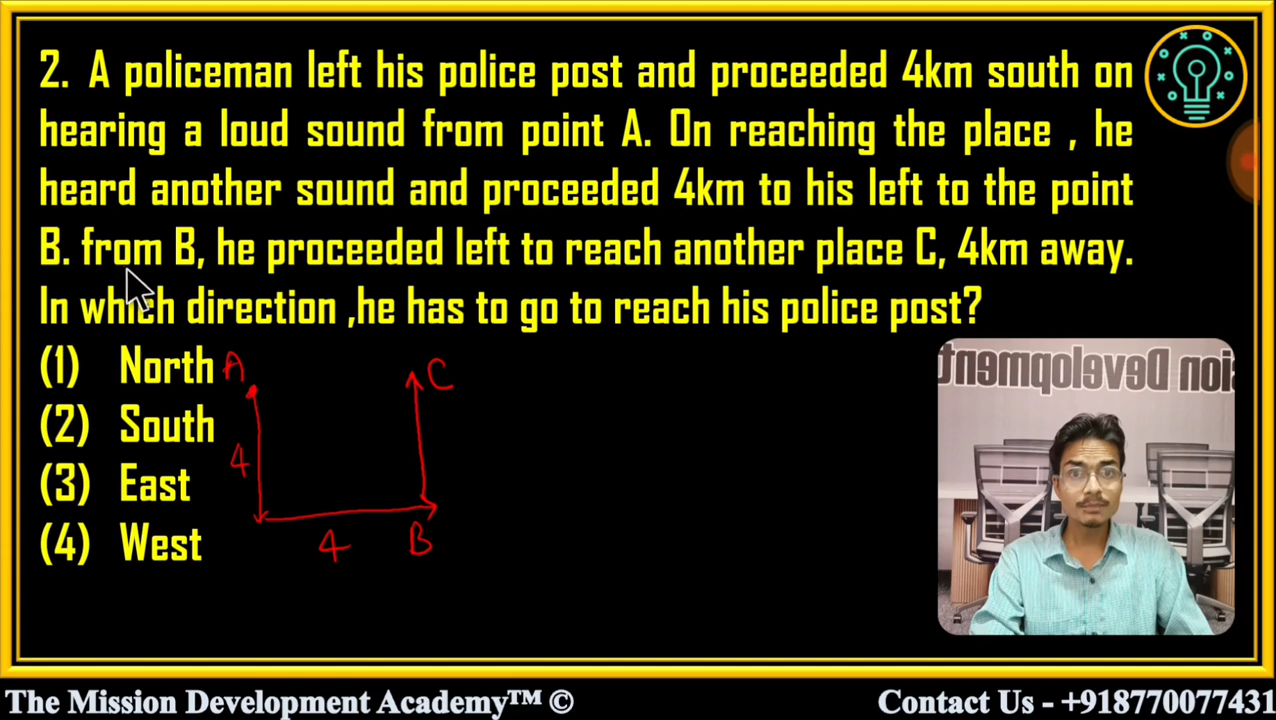 2. A policeman left his police post and proceeded 4km south on
hearing a loud sound from point A. On reaching the place , he
heard another sound and proceeded 4km to his left to the point
B. from B, he proceeded left to reach another place C, 4km away.
In which direction ,he has to go to reach his police post?
(1) North
(2) South
(3) East
(4) West
A
C
4
4
B
sion Development
The Mission Development Academy™ ©
Contact Us - +918770077431